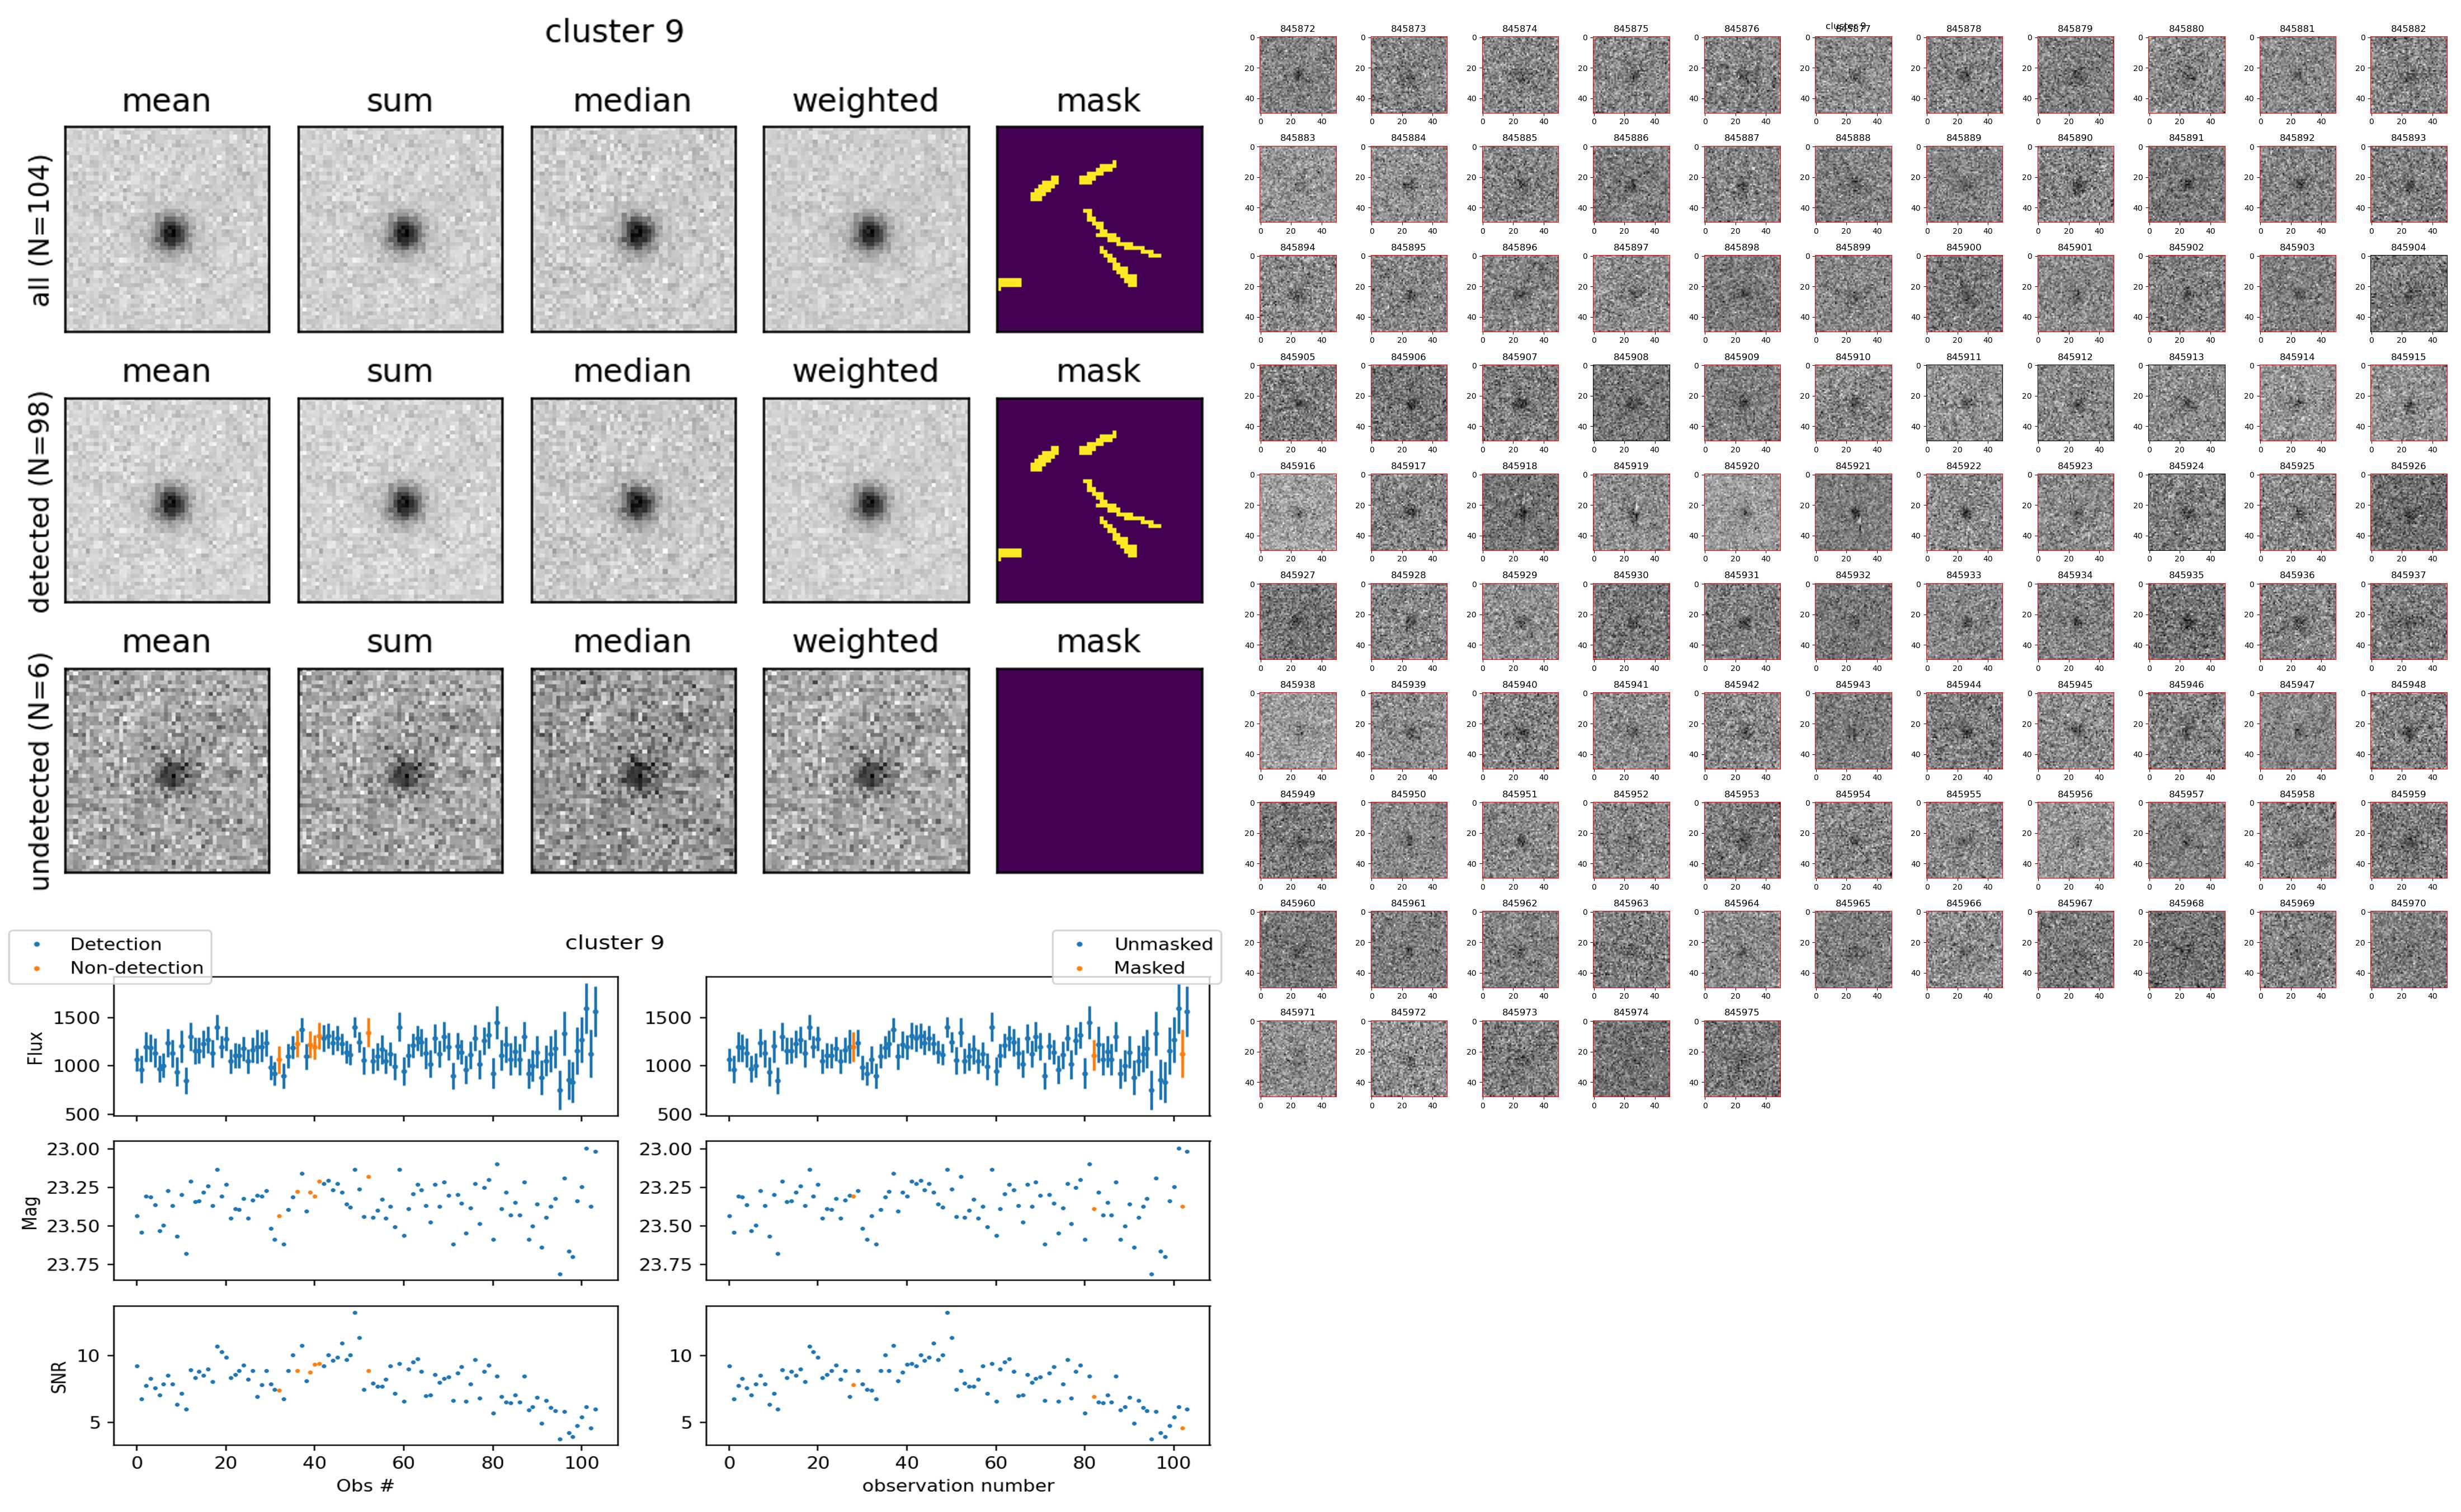 cluster 9
mean sum median weighted mask
all (N=104)
mean sum median weighted mask
detected (N=98)
mean sum median weighted mask
undetected (N=6)
cluster 9
Detection
Non-detection
Unmasked
Masked
Flux
1500 1000 500
1500 1000 500
Mag
23.00 23.25 23.50 23.75
23.00 23.25 23.50 23.75
SNR
10 5
10 5
0 20 40 60 80 100
0 20 40 60 80 100
Obs #
observation number
cluster 9
845872 845873 845874 845875 845876 845877 845878 845879 845880 845881 845882
845883 845884 845885 845886 845887 845888 845889 845890 845891 845892 845893
845894 845895 845896 845897 845898 845899 845900 845901 845902 845903 845904
845905 845906 845907 845908 845909 845910 845911 845912 845913 845914 845915
845916 845917 845918 845919 845920 845921 845922 845923 845924 845925 845926
845927 845928 845929 845930 845931 845932 845933 845934 845935 845936 845937
845938 845939 845940 845941 845942 845943 845944 845945 845946 845947 845948
845949 845950 845951 845952 845953 845954 845955 845956 845957 845958 845959
845960 845961 845962 845963 845964 845965 845966 845967 845968 845969 845970
845971 845972 845973 845974 845975